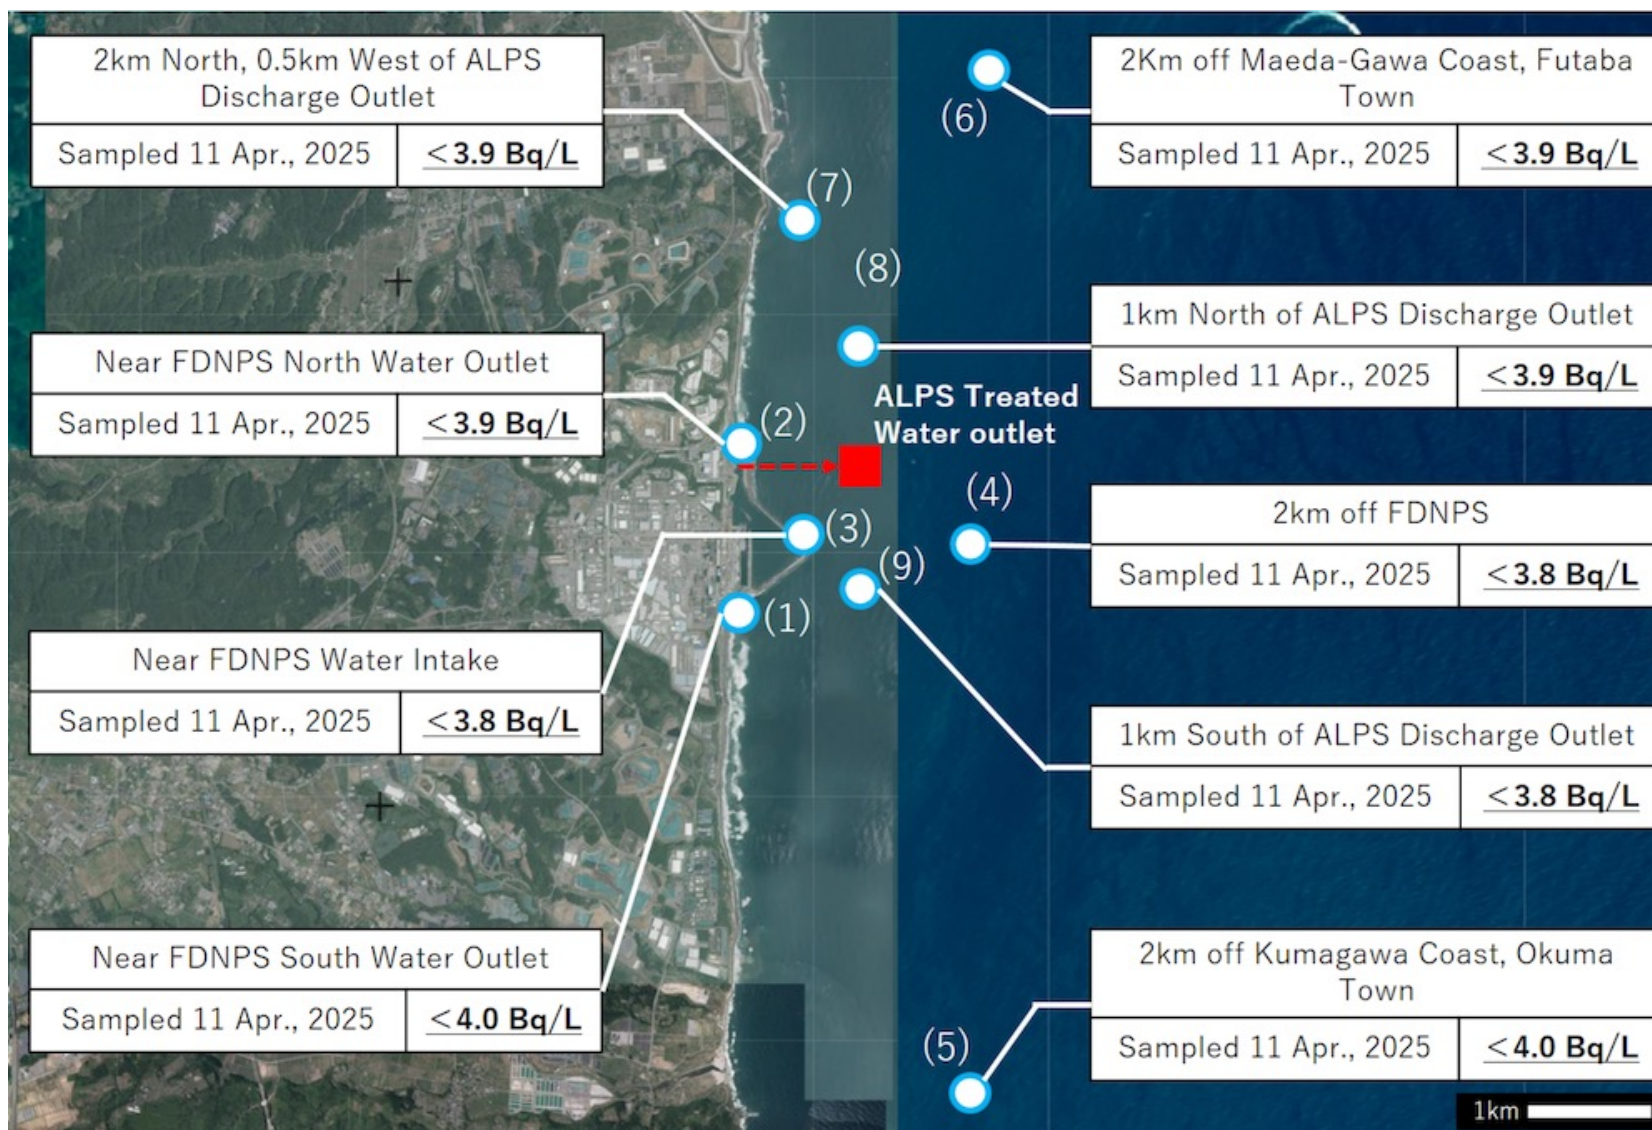 2km North, 0.5km West of ALPS
Discharge Outlet
Sampled 11 Apr., 2025
<3.9 Bq/L
2Km off Maeda-Gawa Coast, Futaba
Town
Sampled 11 Apr., 2025
<3.9 Bq/L
(6)
(7)
(8)
1km North of ALPS Discharge Outlet
Sampled 11 Apr., 2025
<3.9 Bq/L
Near FDNPS North Water Outlet
Sampled 11 Apr., 2025
<3.9 Bq/L
ALPS Treated
Water outlet
(2)
(4)
2km off FDNPS
Sampled 11 Apr., 2025
<3.8 Bq/L
(3)
(9)
(1)
Near FDNPS Water Intake
Sampled 11 Apr., 2025
<3.8 Bq/L
1km South of ALPS Discharge Outlet
Sampled 11 Apr., 2025
<3.8 Bq/L
Near FDNPS South Water Outlet
Sampled 11 Apr., 2025
<4.0 Bq/L
2km off Kumagawa Coast, Okuma
Town
Sampled 11 Apr., 2025
<4.0 Bq/L
(5)
1km